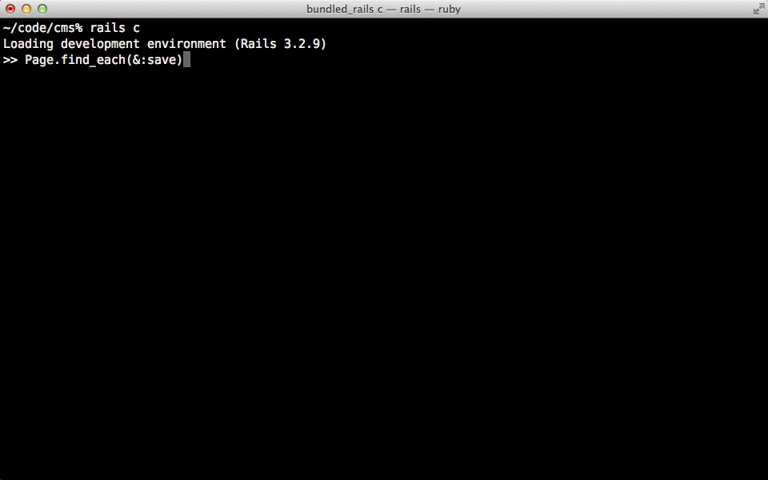 bundled_rails c — rails — ruby
~/code/cms% rails c
Loading development environment (Rails 3.2.9)
>> Page.find_each(&:save)